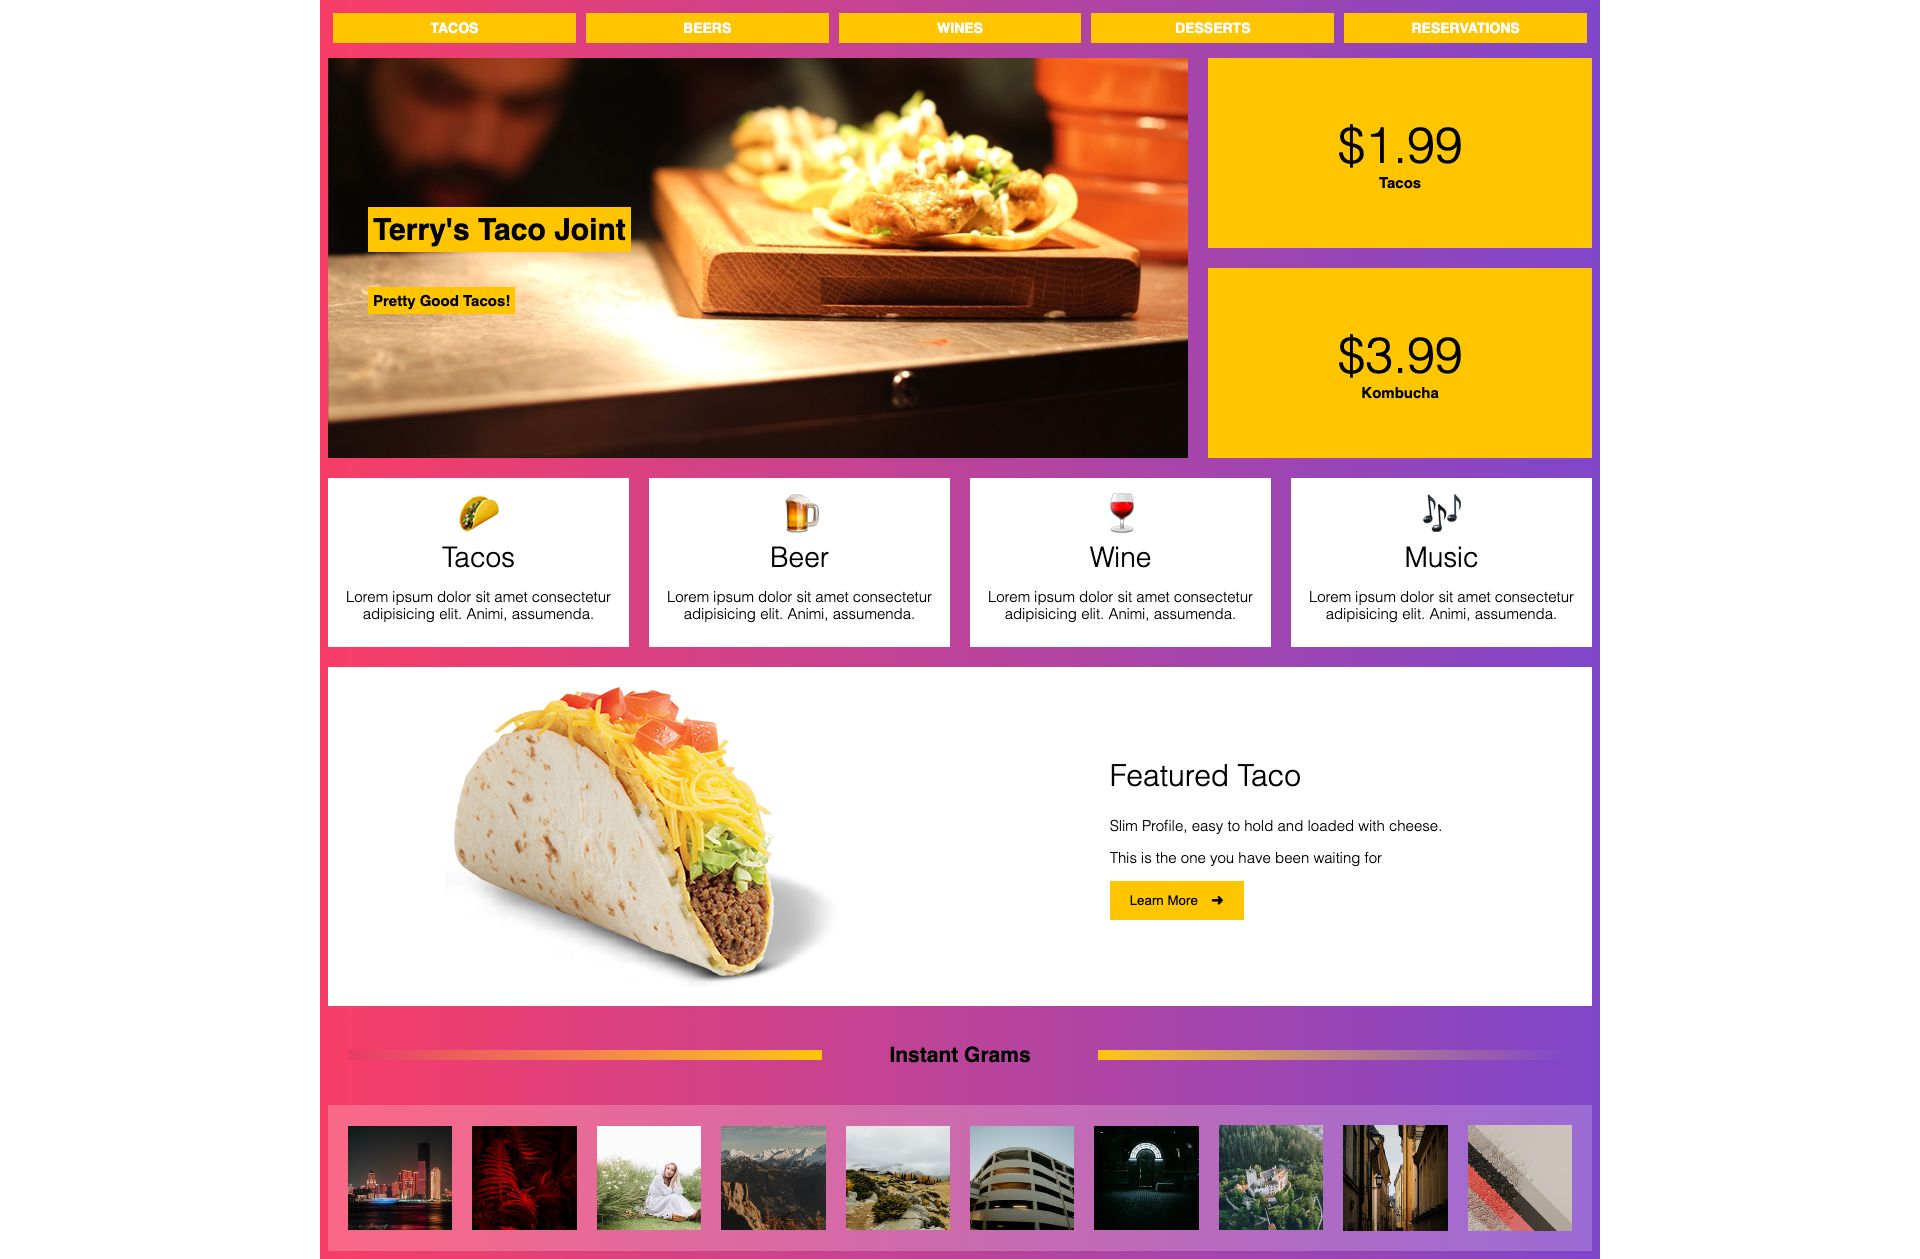 TACOS
BEERS
WINES
DESSERTS
RESERVATIONS
Terry's Taco Joint
Pretty Good Tacos!
$1.99
Tacos
$3.99
Kombucha
Tacos
Lorem ipsum dolor sit amet consectetur
adipisicing elit. Animi, assumenda.
Beer
Lorem ipsum dolor sit amet consectetur
adipisicing elit. Animi, assumenda.
Wine
Lorem ipsum dolor sit amet consectetur
adipisicing elit. Animi, assumenda.
Music
Lorem ipsum dolor sit amet consectetur
adipisicing elit. Animi, assumenda.
Featured Taco
Slim Profile, easy to hold and loaded with cheese.
This is the one you have been waiting for
Learn More ➜
Instant Grams